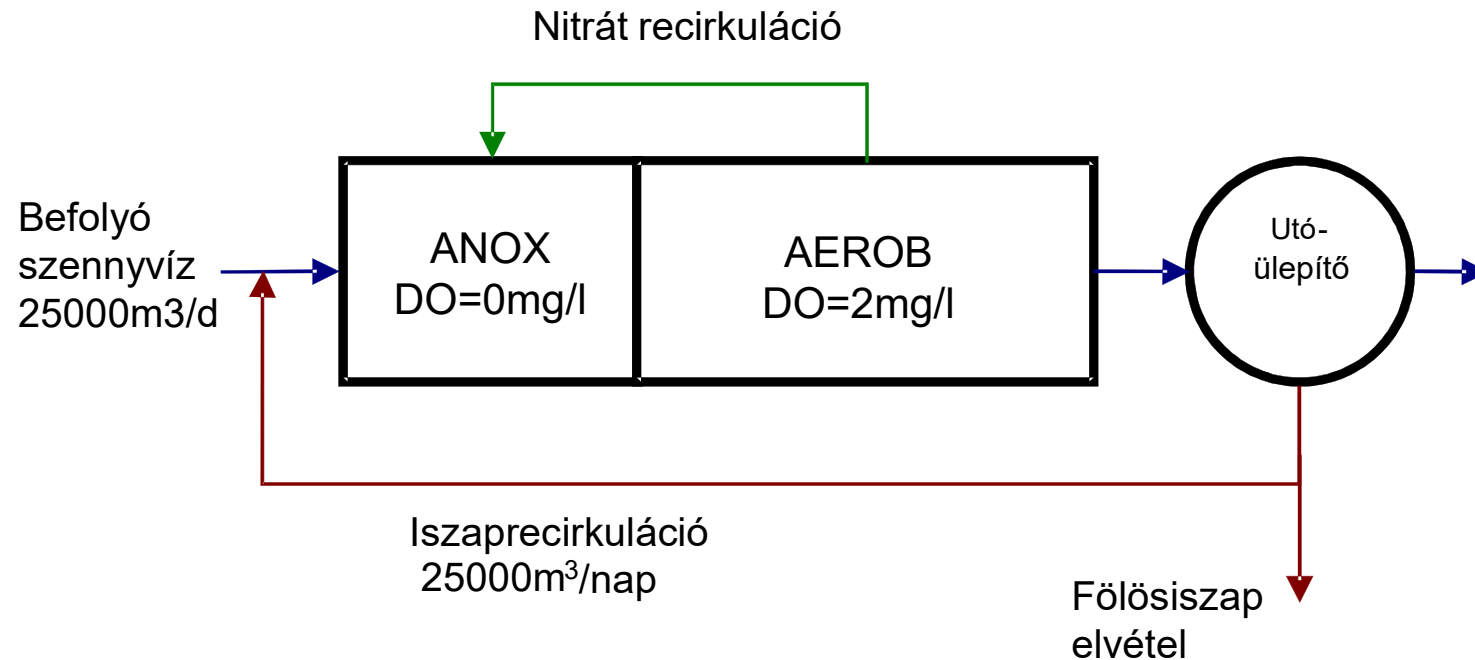 Nitrát recirkuláció
Befolyó
szennyvíz
25000m3/d
ANOX
DO=0mg/l
AEROB
DO=2mg/l
Utó-
ülepítő
Iszaprecirkuláció
25000m³/nap
Fölösiszap
elvétel